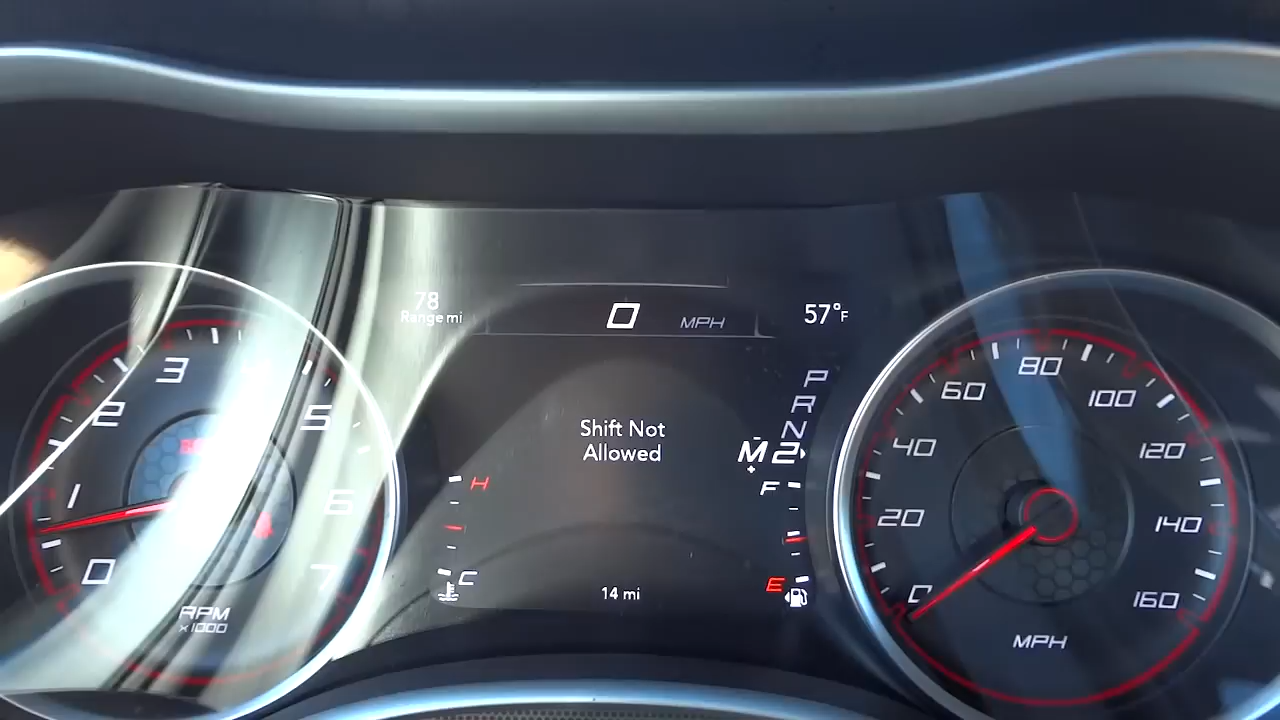 78
Range mi
0 MPH
57°F
Shift Not
Allowed
P
R
N
M 2
H
C
F
E
14 mi
0
1
2
3
5
6
7
RPM
x1000
0
20
40
60
80
100
120
140
160
MPH